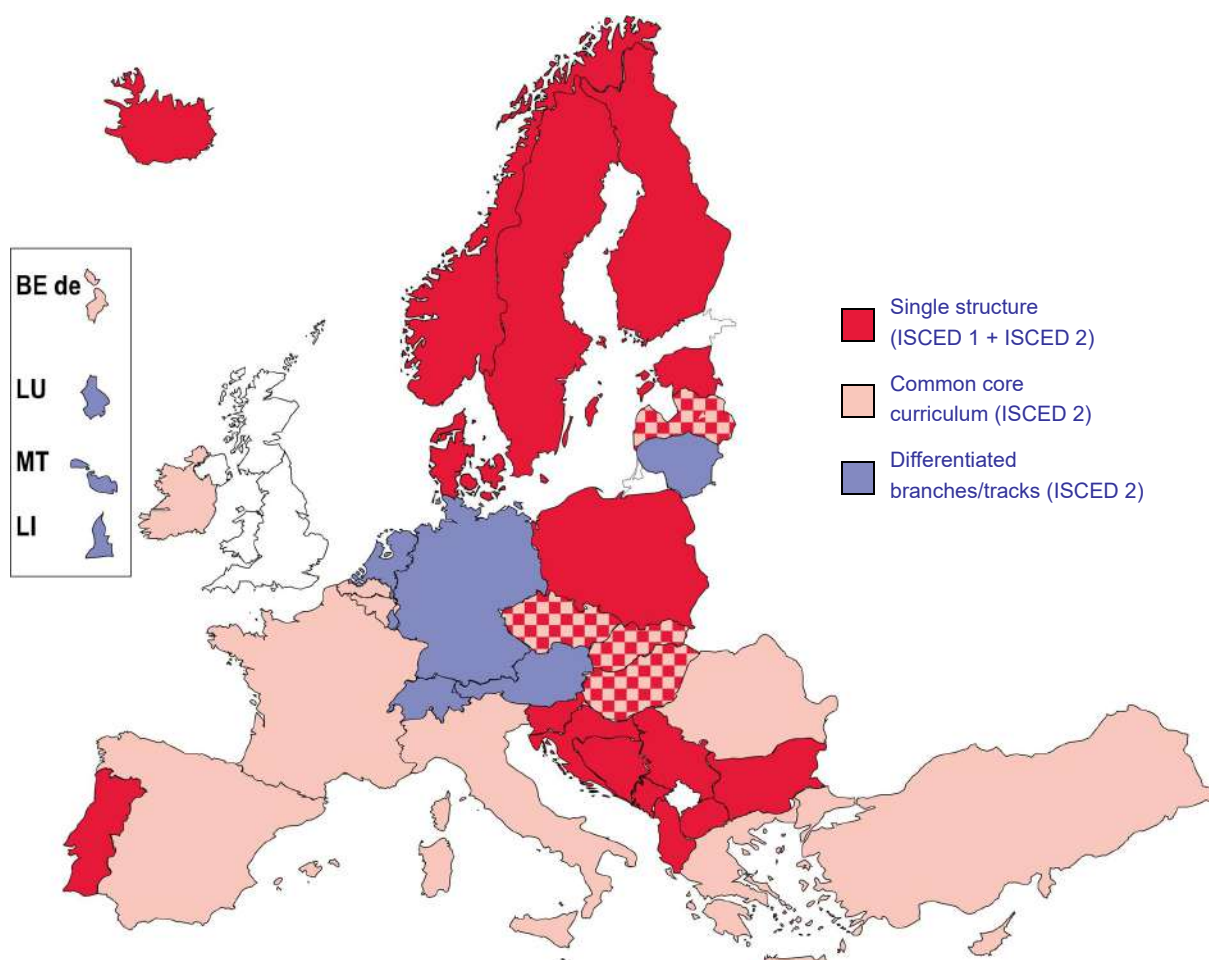 BE de
LU
MT
LI
Single structure
(ISCED 1 + ISCED 2)
Common core
curriculum (ISCED 2)
Differentiated
branches/tracks (ISCED 2)